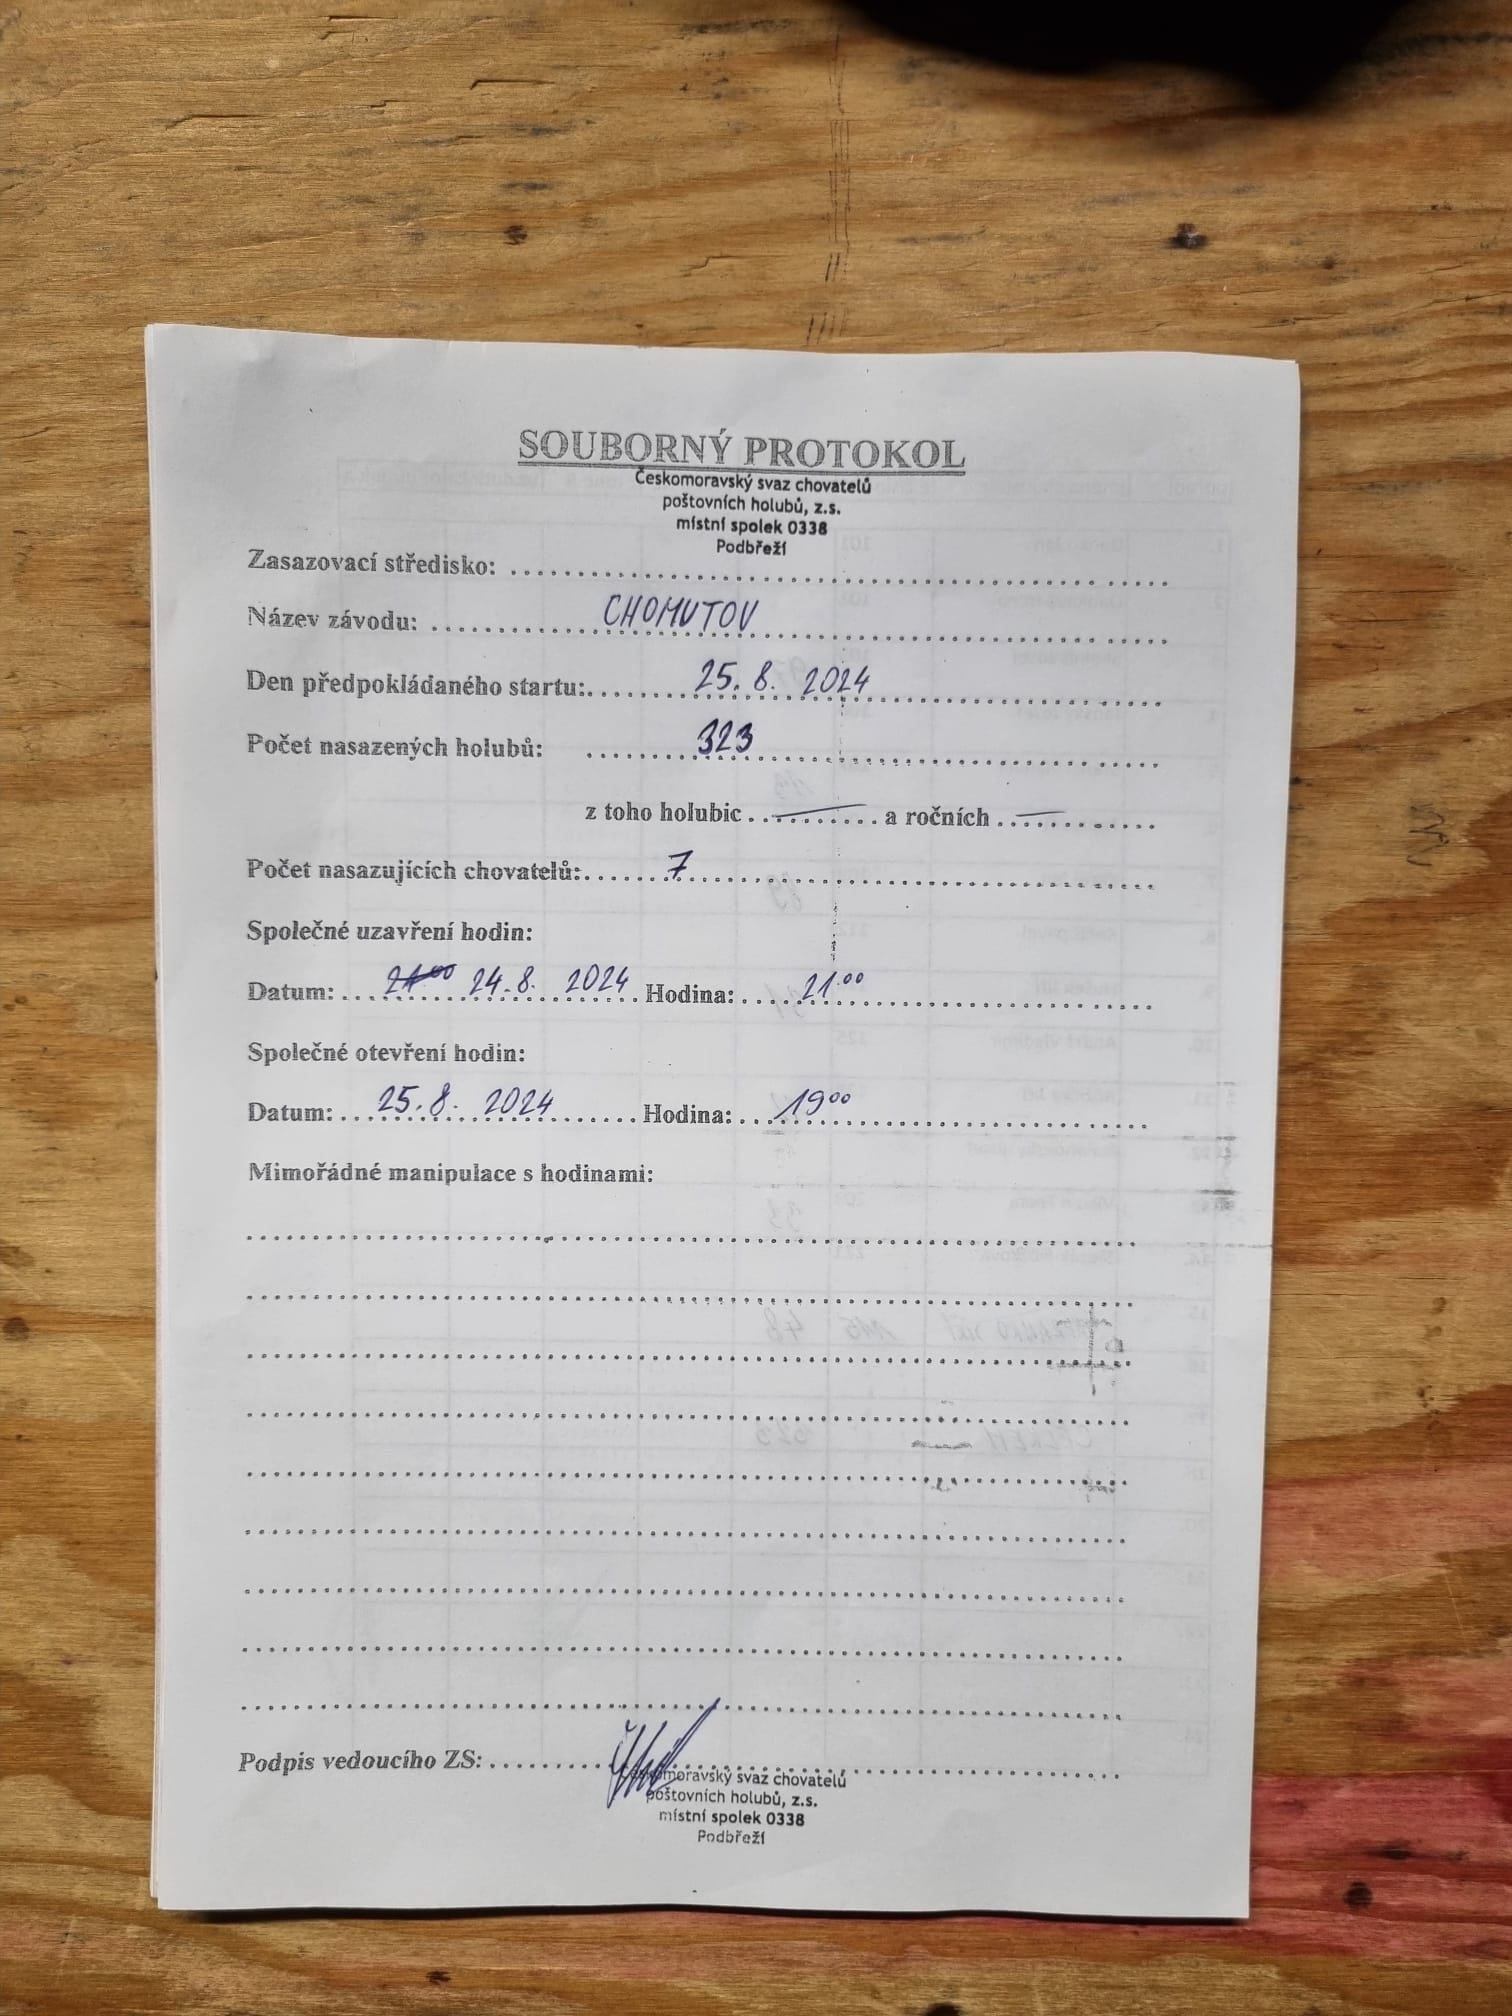 SOUBORNÝ PROTOKOL
Českomoravský svaz chovatelů
poštovních holubů, z.s.
místní spolek 0338
Podbřeží
Zasazovací středisko: ........................................
Název závodu: ............ CHOMUTOV ............................
Den předpokládaného startu:........ 25. 8. 2024 ....................
Počet nasazených holubů: ........ 323 ............................
z toho holubic .......... a ročních ............
Počet nasazujících chovatelů:...... 7 ..............................
Společné uzavření hodin:
Datum: .... 21 00 24.8. 2024 Hodina: .... 21 00 ..................
Společné otevření hodin:
Datum: ... 25.8. 2024 ....... Hodina: ... 19 00 ..................
Mimořádné manipulace s hodinami:
Podpis vedoucího ZS: ........................................
Českomoravský svaz chovatelů
poštovních holubů, z.s.
místní spolek 0338
Podbřeží